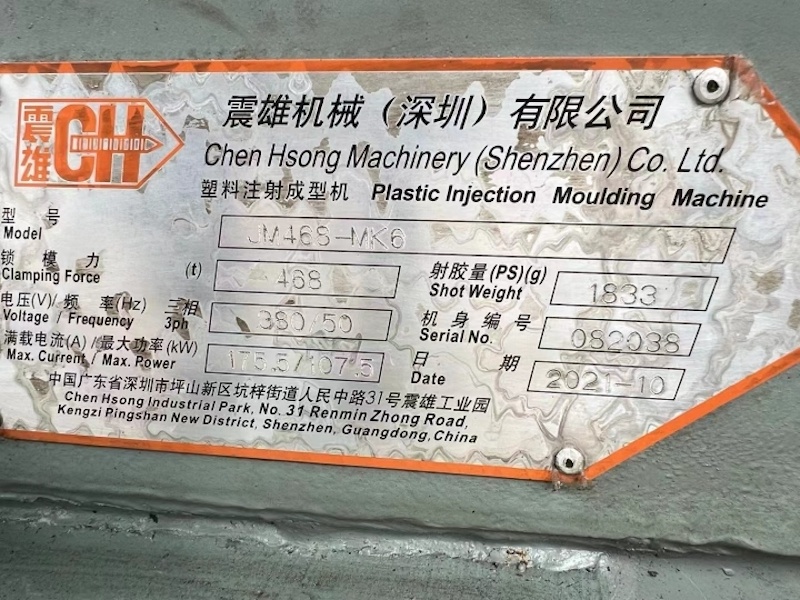 震雄 CH
震雄机械（深圳）有限公司
Chen Hsong Machinery (Shenzhen) Co. Ltd.
塑料注射成型机 Plastic Injection Moulding Machine
型号
Model JM468-MK6
锁模力 射胶量(PS)(g)
Clamping Force (t) 468 Shot Weight 1833
电压(V)/频率(Hz) 三相 机身编号
Voltage / Frequency 3ph 380/50 Serial No. 082038
满载电流(A)/最大功率(kW) 日期
Max. Current / Max. Power 175.5/107.5 Date 2021-10
中国广东省深圳市坪山新区坑梓街道人民中路31号震雄工业园
Chen Hsong Industrial Park, No. 31 Renmin Zhong Road,
Kengzi Pingshan New District, Shenzhen, Guangdong, China